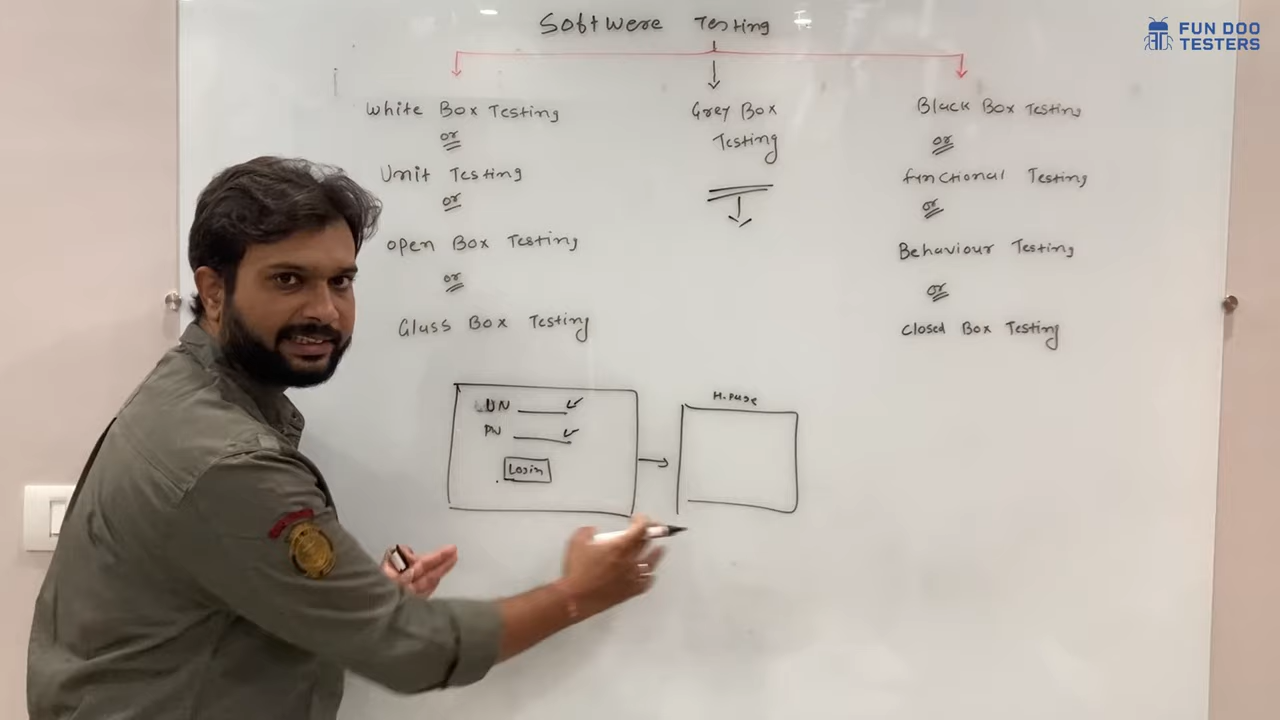 Softwere Testing
FUN DOO
TESTERS
White Box Testing
or
Unit Testing
or
Open Box Testing
or
Glass Box Testing
Grey Box
Testing
Black Box Testing
or
functional Testing
or
Behaviour Testing
or
Closed Box Testing
UN
PW
Login
H.page